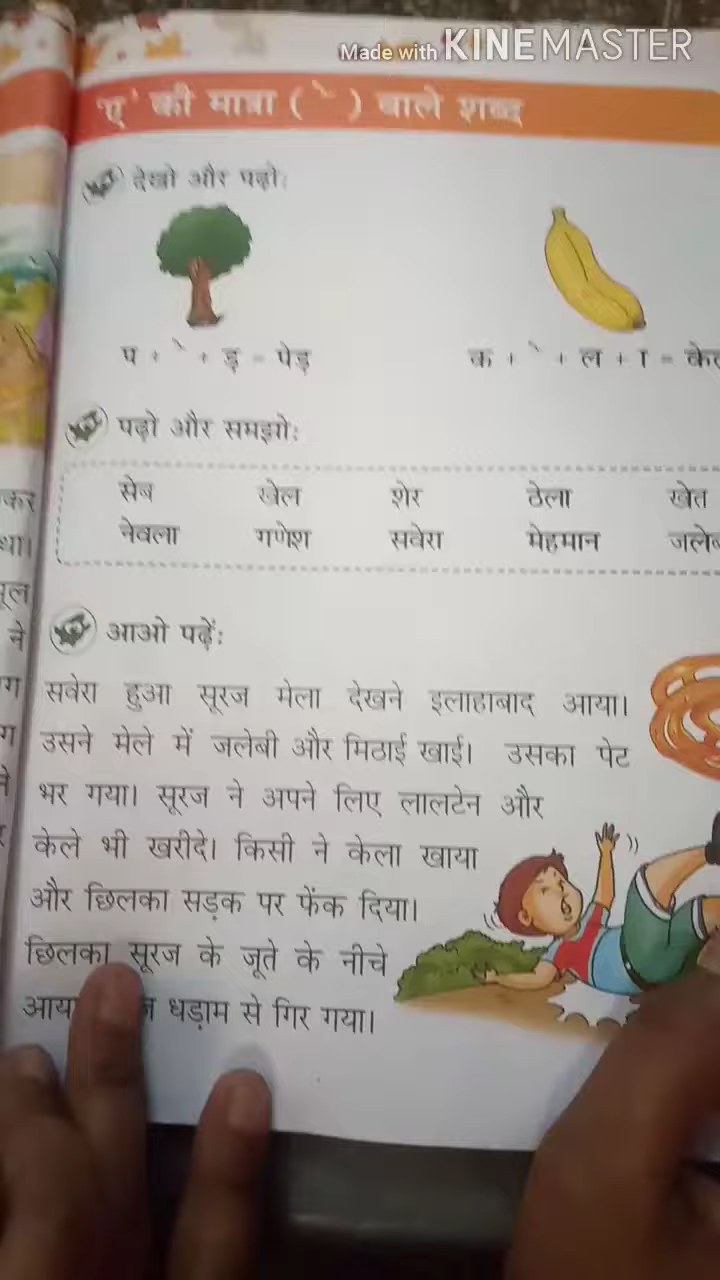 Made with KINEMASTER
'ए' की मात्रा ( े ) वाले शब्द
देखो और पढ़ो:
प + े + ड़ = पेड़
क + े + ल + ा =
पढ़ो और समझो:
सेब खेल शेर ठेला खेत
नेवला गणेश सवेरा मेहमान
आओ पढ़ें:
सवेरा हुआ सूरज मेला देखने इलाहाबाद आया।
उसने मेले में जलेबी और मिठाई खाई। उसका पेट
भर गया। सूरज ने अपने लिए लालटेन और
केले भी खरीदे। किसी ने केला खाया
और छिलका सड़क पर फेंक दिया।
छिलका सूरज के जूते के नीचे
धड़ाम से गिर गया।